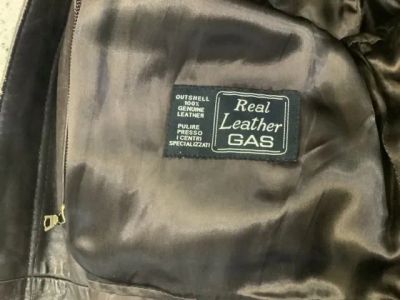 OUTSHELL
100%
GENUINE
LEATHER
PULIRE
PRESSO
I CENTRI
SPECIALIZZATI
Real
Leather
GAS